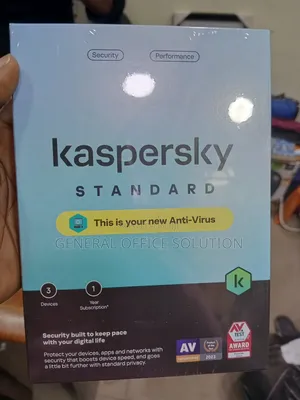 Security
Performance
kaspersky
STANDARD
This is your new Anti-Virus
GENERAL OFFICE SOLUTION
3
Devices
1
Year
Subscription*
Security built to keep pace
with your digital life
Protect your devices, apps and networks with
security that boosts device speed, and goes
a little bit further with standard privacy.
k
AV
AV
TEST
AWARD